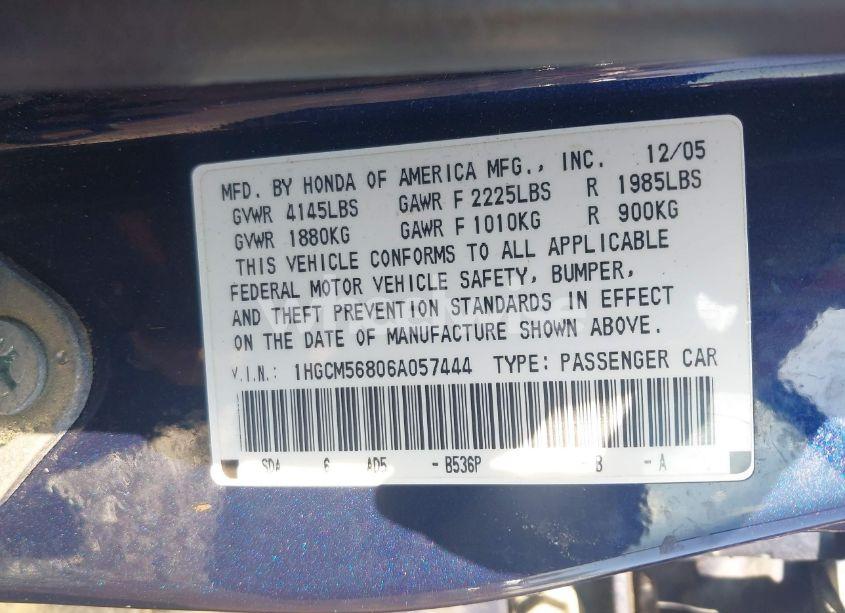 MFD. BY HONDA OF AMERICA MFG., INC. 12/05
GVWR 4145LBS GAWR F 2225LBS R 1985LBS
GVWR 1880KG GAWR F 1010KG R 900KG
THIS VEHICLE CONFORMS TO ALL APPLICABLE
FEDERAL MOTOR VEHICLE SAFETY, BUMPER,
AND THEFT PREVENTION STANDARDS IN EFFECT
ON THE DATE OF MANUFACTURE SHOWN ABOVE.
V.I.N.: 1HGCM56806A057444 TYPE: PASSENGER CAR
SDA 6 AD5 - B536P - B - A